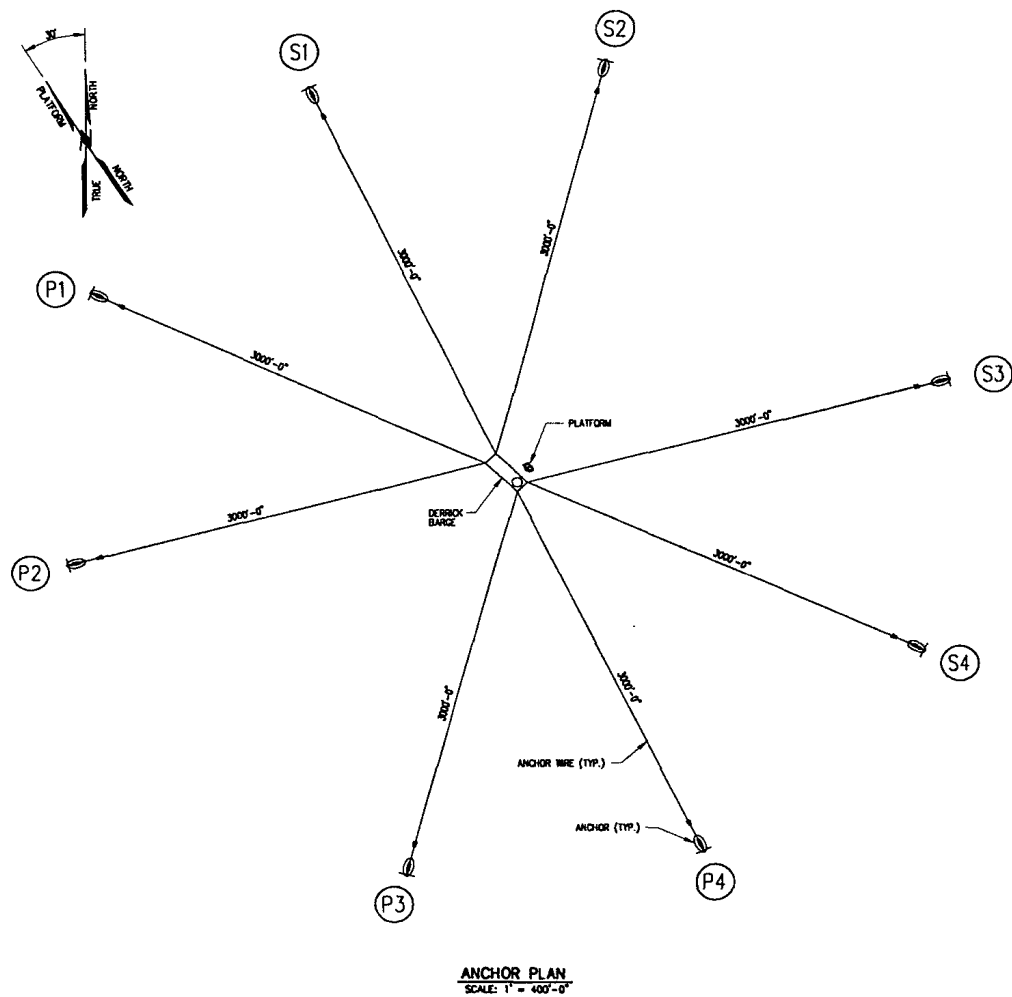 30'
PLATFORM
NORTH
TRUE
NORTH
S1
S2
3000'-0"
3000'-0"
P1
3000'-0"
S3
3000'-0"
PLATFORM
DERRICK
BARGE
3000'-0"
P2
3000'-0"
S4
3000'-0"
3000'-0"
ANCHOR WIRE (TYP.)
ANCHOR (TYP.)
P3
P4
ANCHOR PLAN
SCALE: 1" = 400'-0"